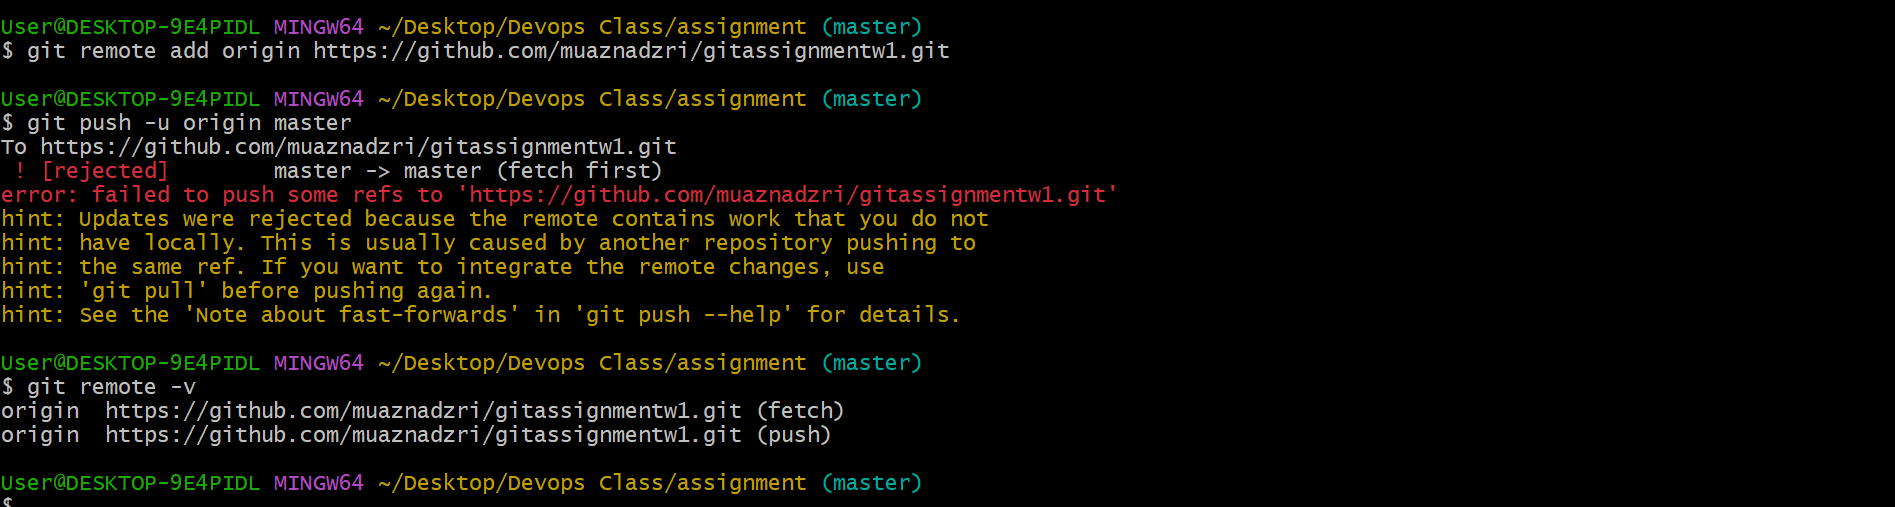 User@DESKTOP-9E4PIDL MINGW64 ~/Desktop/Devops Class/assignment (master)
$ git remote add origin https://github.com/muaznadzri/gitassignmentw1.git
User@DESKTOP-9E4PIDL MINGW64 ~/Desktop/Devops Class/assignment (master)
$ git push -u origin master
To https://github.com/muaznadzri/gitassignmentw1.git
! [rejected] master -> master (fetch first)
error: failed to push some refs to 'https://github.com/muaznadzri/gitassignmentw1.git'
hint: Updates were rejected because the remote contains work that you do not
hint: have locally. This is usually caused by another repository pushing to
hint: the same ref. If you want to integrate the remote changes, use
hint: 'git pull' before pushing again.
hint: See the 'Note about fast-forwards' in 'git push --help' for details.
User@DESKTOP-9E4PIDL MINGW64 ~/Desktop/Devops Class/assignment (master)
$ git remote -v
origin https://github.com/muaznadzri/gitassignmentw1.git (fetch)
origin https://github.com/muaznadzri/gitassignmentw1.git (push)
User@DESKTOP-9E4PIDL MINGW64 ~/Desktop/Devops Class/assignment (master)
$